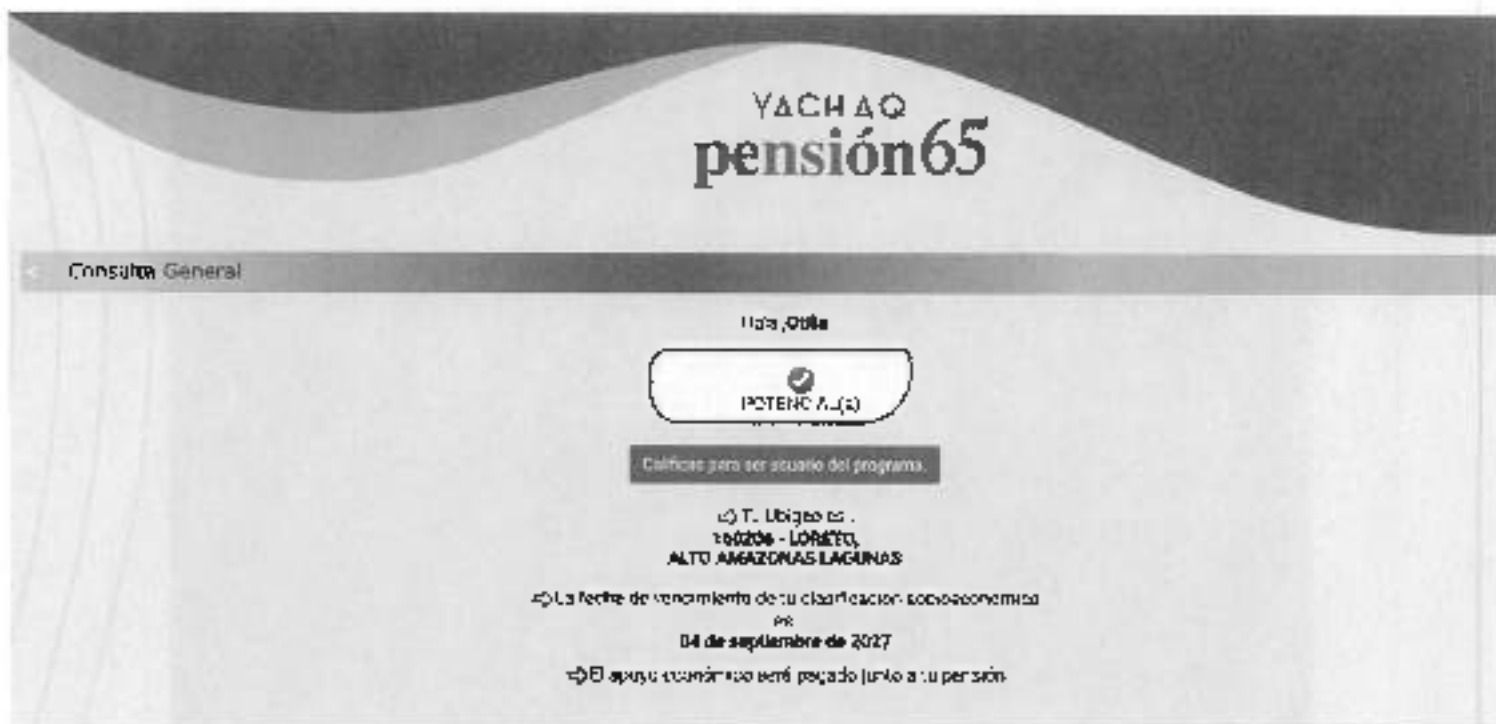 YACHAQ
pensión65
Consulta General
Hola, Otilia
POTENCIAL(a)
Calificas para ser usuario del programa.
Tu Ubigeo es :
160206 - LORETO,
ALTO AMAZONAS LAGUNAS
La fecha de vencimiento de tu clasificación socioeconómica
es
04 de septiembre de 2027
El apoyo económico será pagado junto a tu pensión